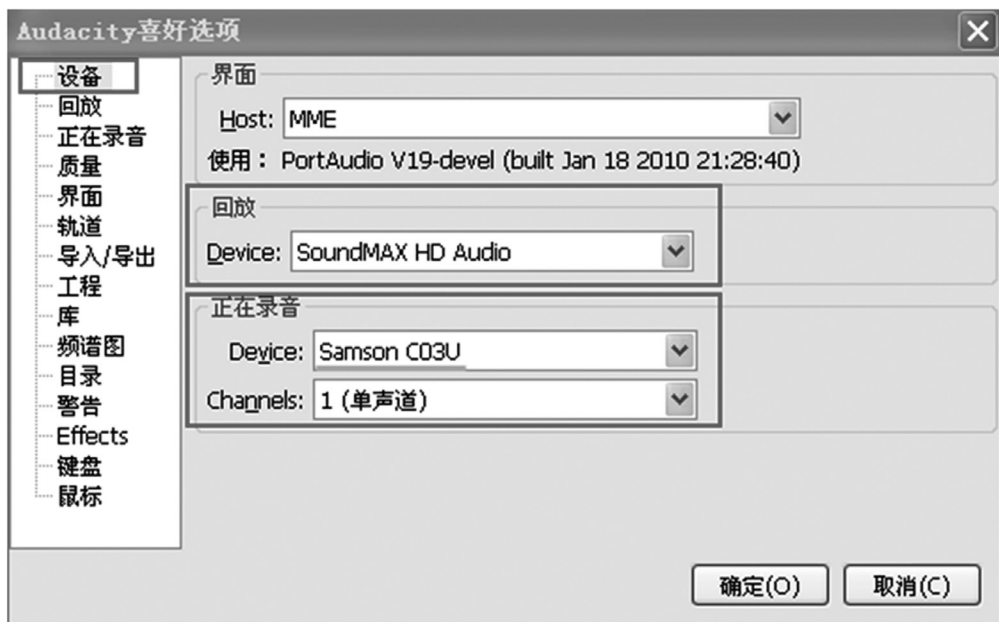 Audacity喜好选项
设备
回放
正在录音
质量
界面
轨道
导入/导出
工程
库
频谱图
目录
警告
Effects
键盘
鼠标
界面
Host: MME
使用： PortAudio V19-devel (built Jan 18 2010 21:28:40)
回放
Device: SoundMAX HD Audio
正在录音
Device: Samson C03U
Channels: 1 (单声道)
确定(O) 取消(C)